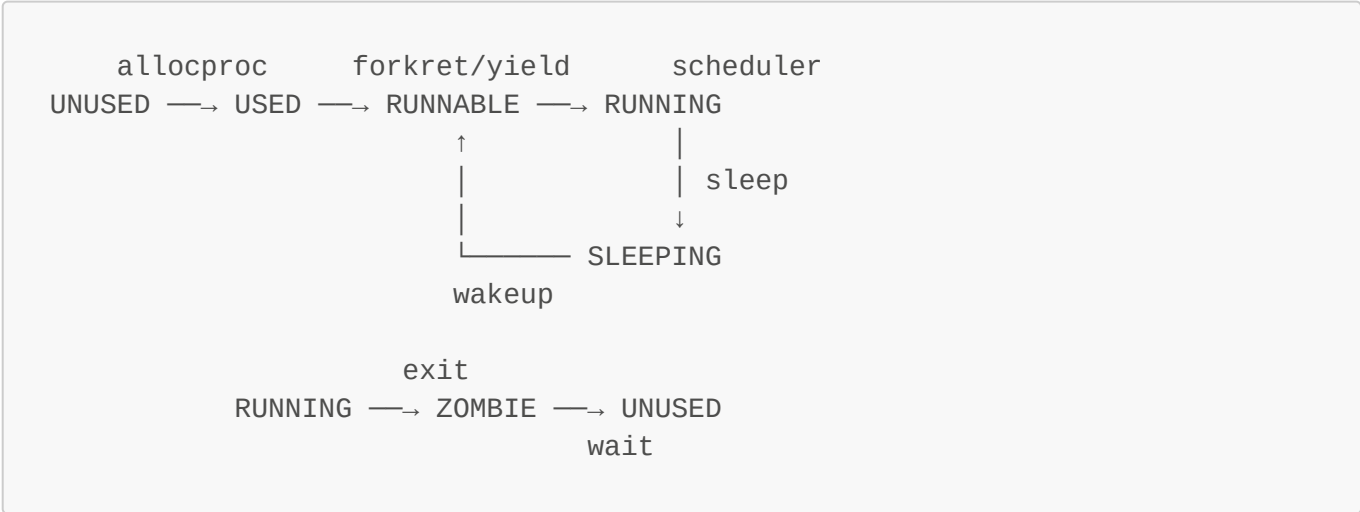 allocproc forkret/yield scheduler
UNUSED ──→ USED ──→ RUNNABLE ──→ RUNNING
↑ │
│ │ sleep
│ ↓
└────── SLEEPING
wakeup
exit
RUNNING ──→ ZOMBIE ──→ UNUSED
wait